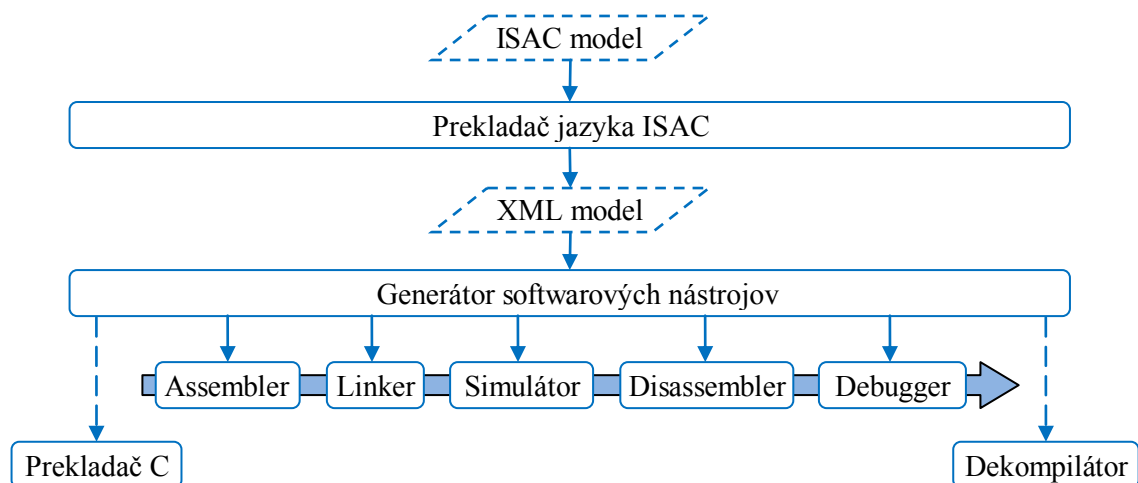 ISAC model
Prekladač jazyka ISAC
XML model
Generátor softwarových nástrojov
Assembler
Linker
Simulátor
Disassembler
Debugger
Prekladač C
Dekompilátor